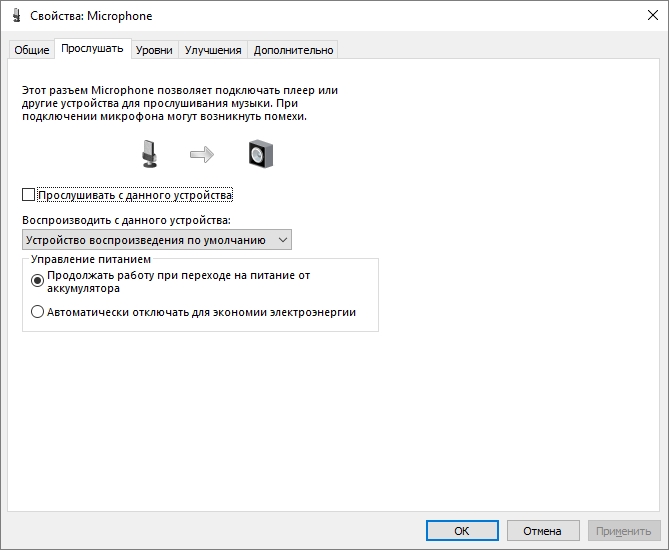 Свойства: Microphone
Общие Прослушать Уровни Улучшения Дополнительно
Этот разъем Microphone позволяет подключать плеер или
другие устройства для прослушивания музыки. При
подключении микрофона могут возникнуть помехи.
Прослушивать с данного устройства
Воспроизводить с данного устройства:
Устройство воспроизведения по умолчанию
Управление питанием
Продолжать работу при переходе на питание от
аккумулятора
Автоматически отключать для экономии электроэнергии
ОК Отмена Применить